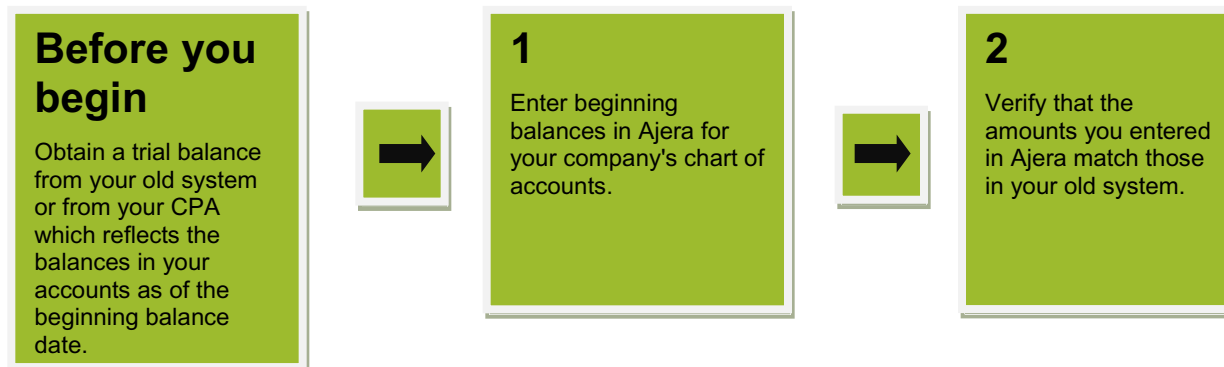 Before you
begin
Obtain a trial balance
from your old system
or from your CPA
which reflects the
balances in your
accounts as of the
beginning balance
date.
1
Enter beginning
balances in Ajera for
your company's chart of
accounts.
2
Verify that the
amounts you entered
in Ajera match those
in your old system.